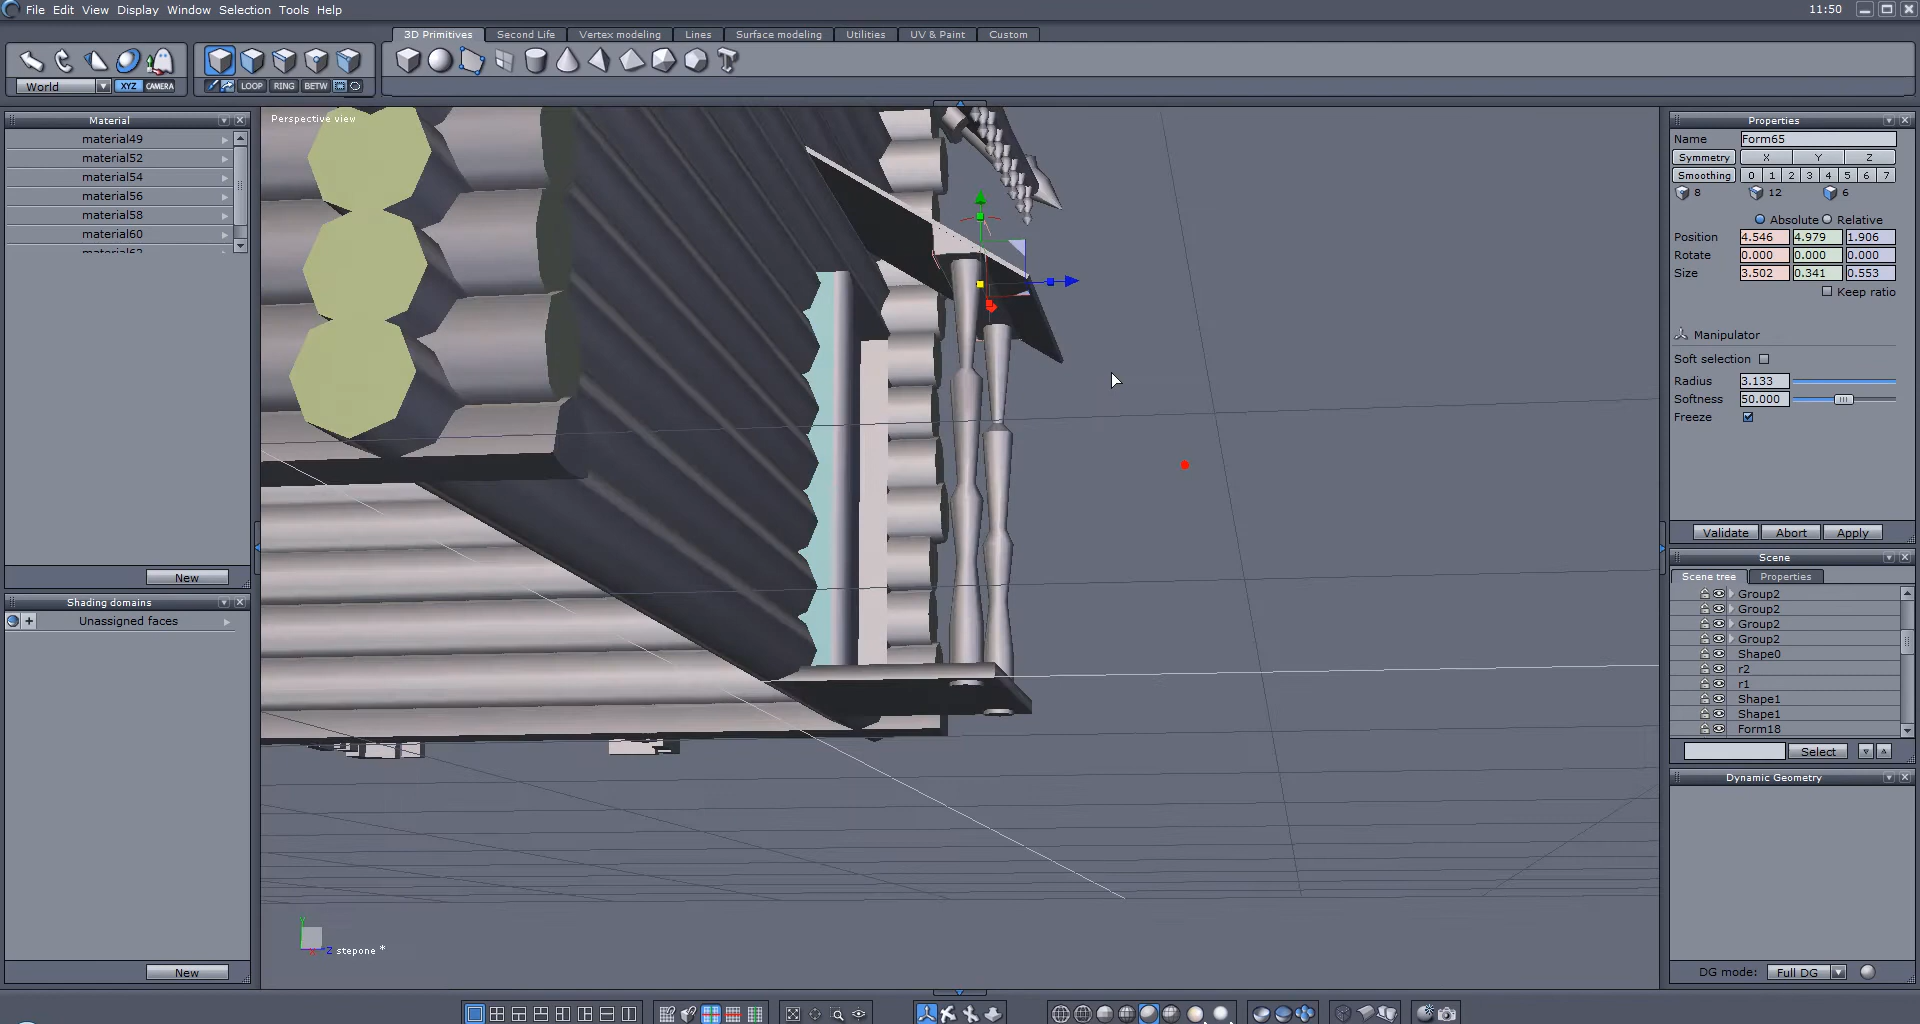 File Edit View Display Window Selection Tools Help
11:50
3D Primitives Second Life Vertex modeling Lines Surface modeling Utilities UV & Paint Custom
World XYZ CAMERA LOOP RING BETW
Material
material49
material52
material54
material56
material58
material60
New
Shading domains
Unassigned faces
New
Perspective view
Y
X Z stepone *
Properties
Name Form65
Symmetry X Y Z
Smoothing 0 1 2 3 4 5 6 7
8 12 6
Absolute Relative
Position 4.546 4.979 1.906
Rotate 0.000 0.000 0.000
Size 3.502 0.341 0.553
Keep ratio
Manipulator
Soft selection
Radius 3.133
Softness 50.000
Freeze
Validate Abort Apply
Scene
Scene tree Properties
Group2
Group2
Group2
Group2
Shape0
r2
r1
Shape1
Shape1
Form18
Select
Dynamic Geometry
DG mode: Full DG